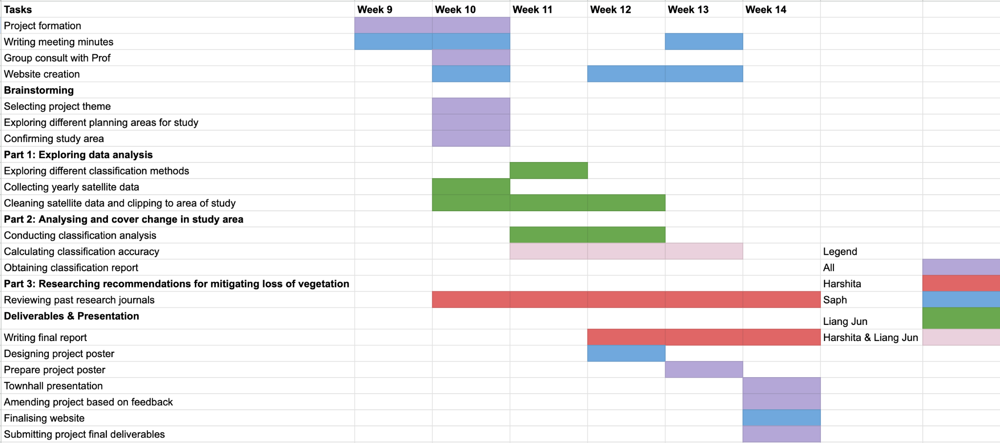 Tasks Week 9 Week 10 Week 11 Week 12 Week 13 Week 14
Project formation
Writing meeting minutes
Group consult with Prof
Website creation
Brainstorming
Selecting project theme
Exploring different planning areas for study
Confirming study area
Part 1: Exploring data analysis
Exploring different classification methods
Collecting yearly satellite data
Cleaning satellite data and clipping to area of study
Part 2: Analysing and cover change in study area
Conducting classification analysis
Calculating classification accuracy Legend
Obtaining classification report All
Part 3: Researching recommendations for mitigating loss of vegetation Harshita
Reviewing past research journals Saph
Deliverables & Presentation
Liang Jun
Writing final report Harshita & Liang Jun
Designing project poster
Prepare project poster
Townhall presentation
Amending project based on feedback
Finalising website
Submitting project final deliverables